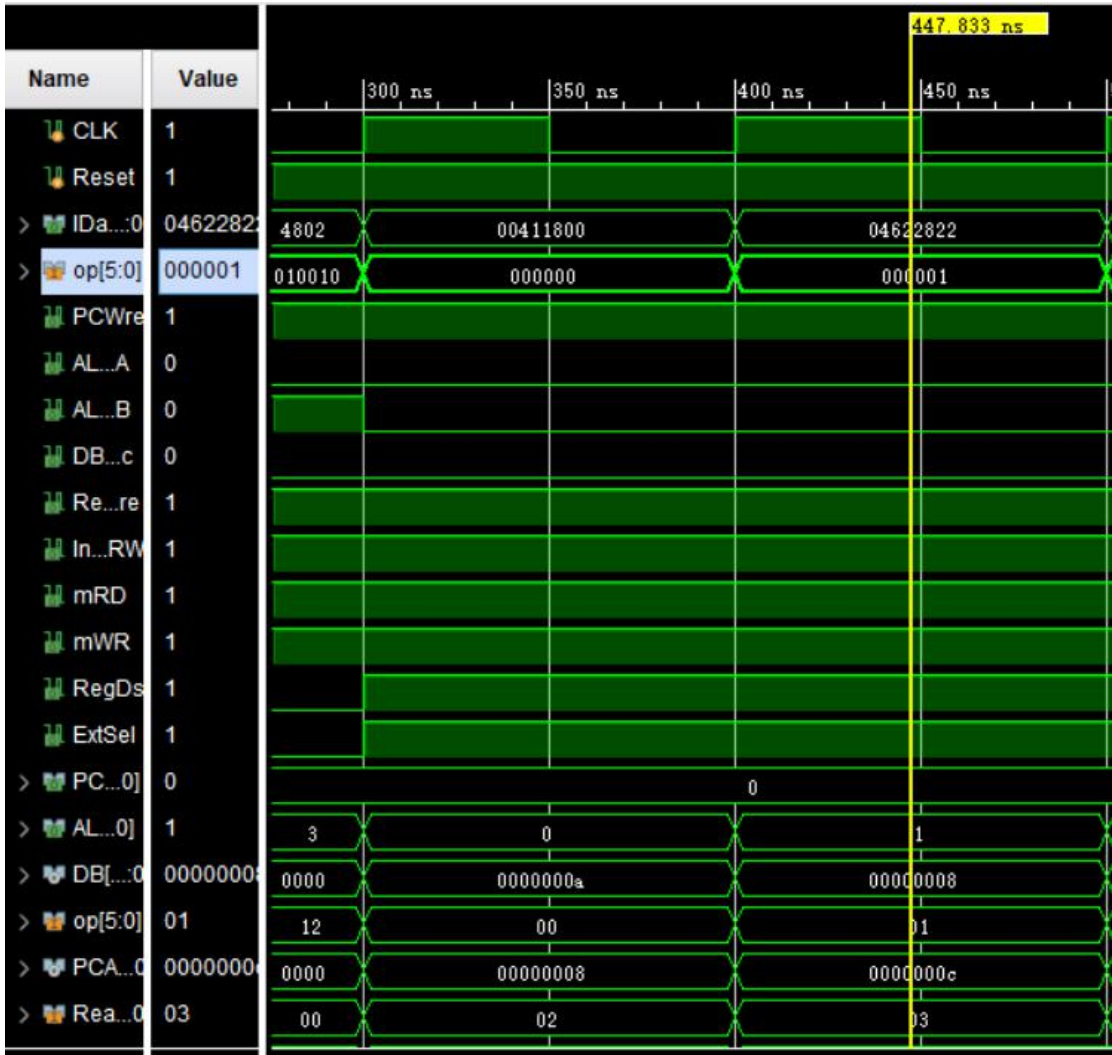 447.833 ns
Name Value
300 ns 350 ns 400 ns 450 ns
CLK 1
Reset 1
IDa...:0 04622822 4802 00411800 04622822
op[5:0] 000001 010010 000000 000001
PCWre 1
AL...A 0
AL...B 0
DB...c 0
Re...re 1
In...RW 1
mRD 1
mWR 1
RegDs 1
ExtSel 1
PC...0] 0 0
AL...0] 1 3 0 1
DB[...:0 00000008 0000 0000000a 00000008
op[5:0] 01 12 00 01
PCA...0 0000000c 0000 00000008 0000000c
Rea...0 03 00 02 03